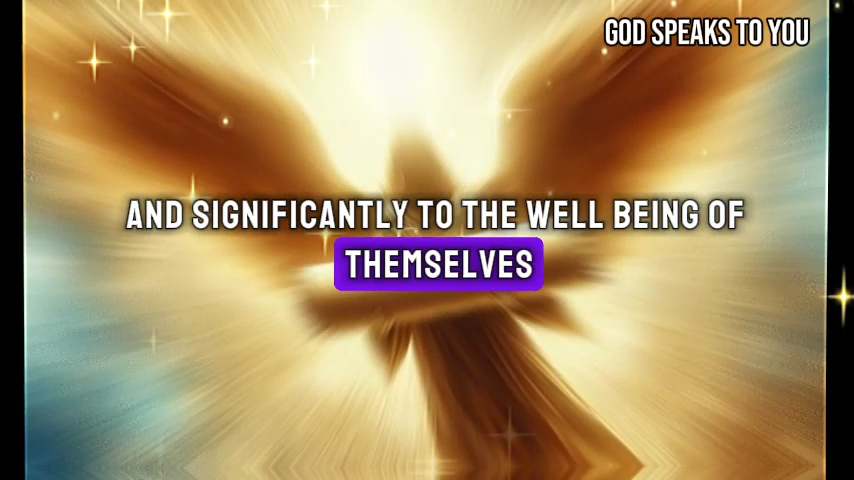 GOD SPEAKS TO YOU
AND SIGNIFICANTLY TO THE WELL BEING OF
THEMSELVES